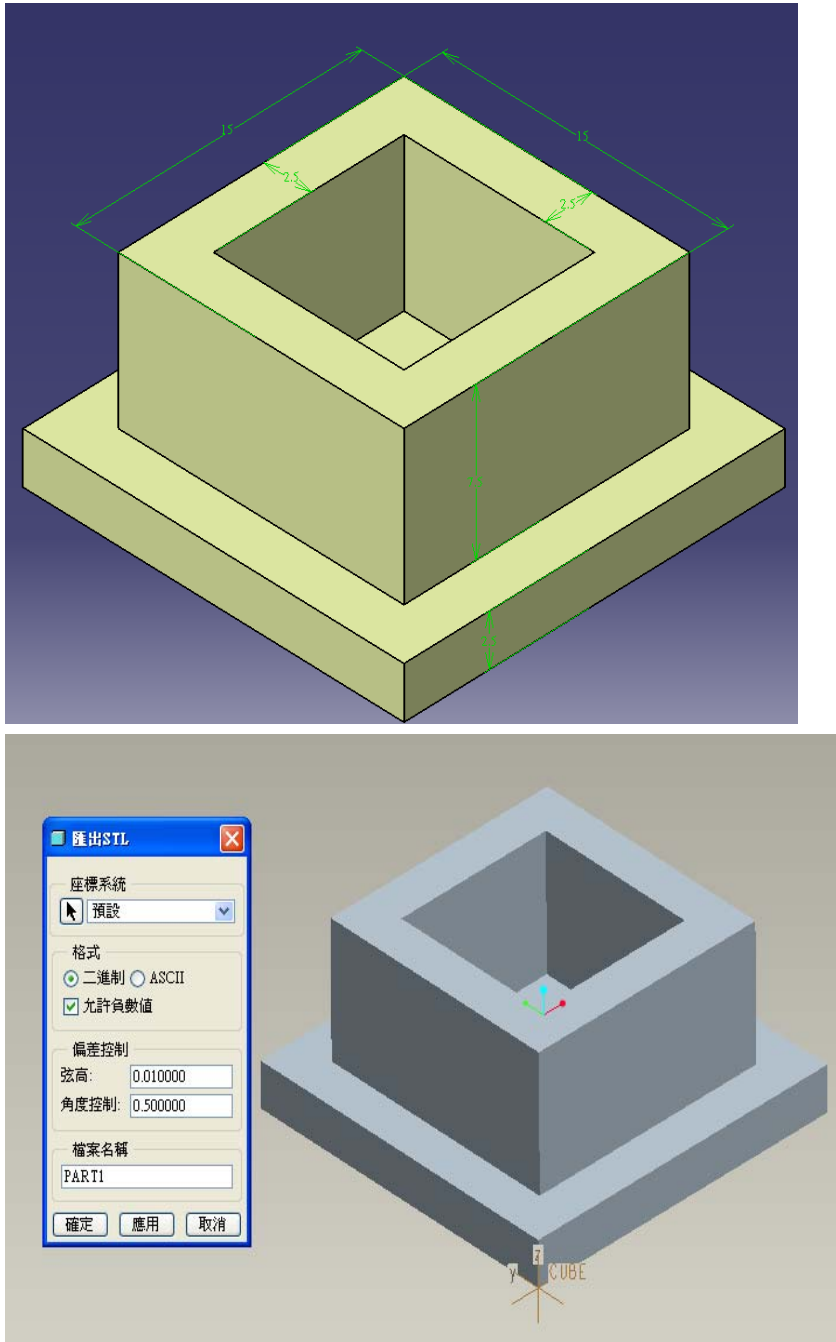 15
15
2.5
2.5
匯出STL
座標系統
預設
格式
二進制 ASCII
允許負數值
偏差控制
弦高: 0.010000
角度控制: 0.500000
檔案名稱
PART1
確定 應用 取消
Z
y CUBE